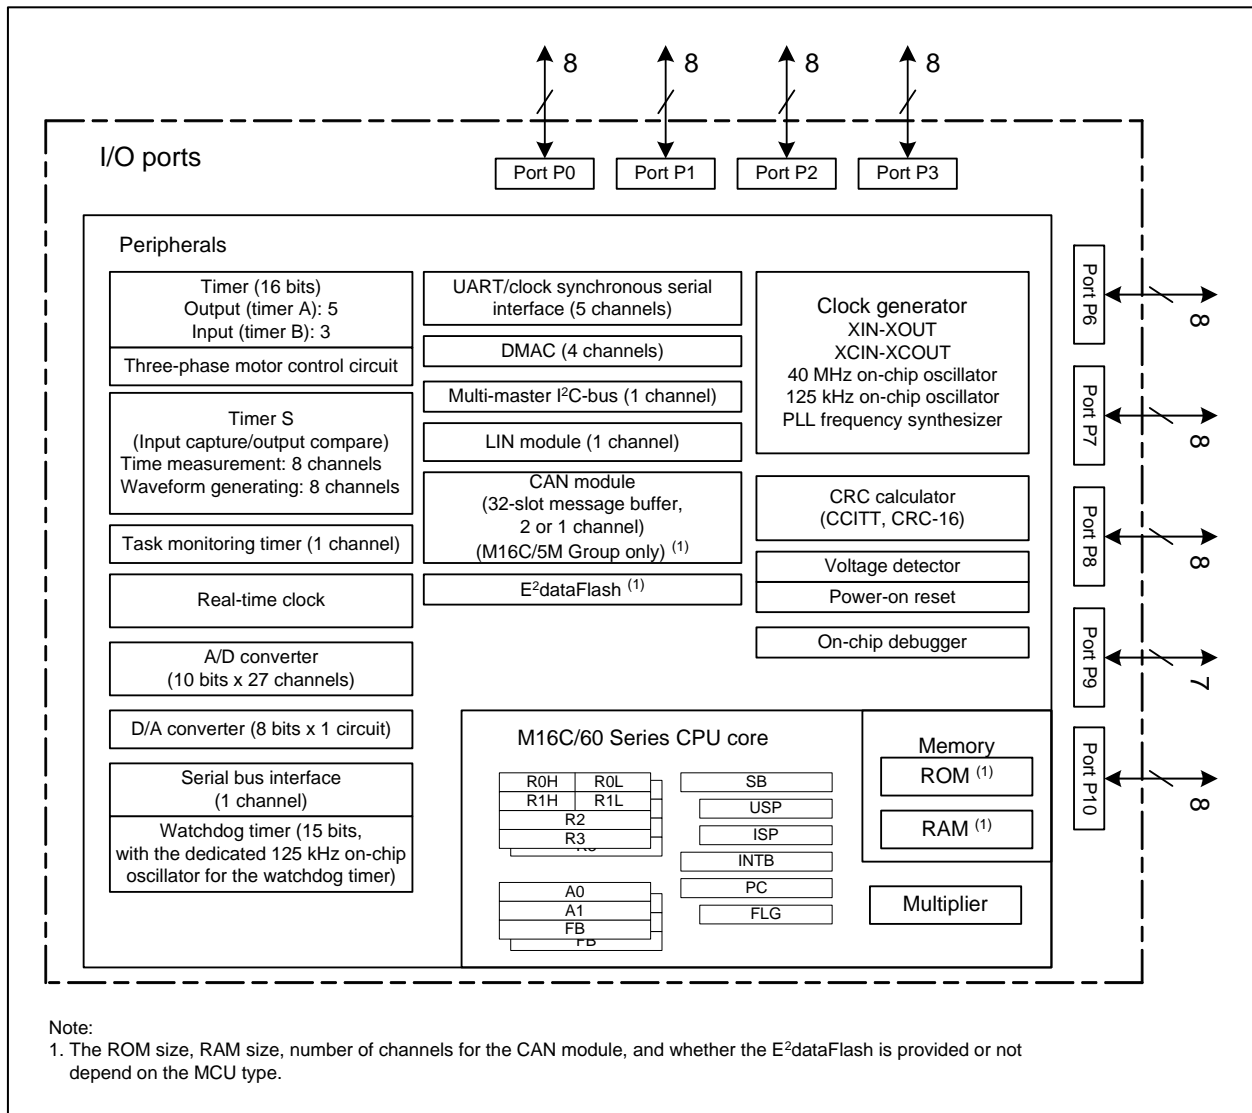 8
8
8
8
I/O ports
Port P0
Port P1
Port P2
Port P3
Peripherals
Timer (16 bits)
Output (timer A): 5
Input (timer B): 3
Three-phase motor control circuit
Timer S
(Input capture/output compare)
Time measurement: 8 channels
Waveform generating: 8 channels
Task monitoring timer (1 channel)
Real-time clock
A/D converter
(10 bits x 27 channels)
D/A converter (8 bits x 1 circuit)
Serial bus interface
(1 channel)
Watchdog timer (15 bits,
with the dedicated 125 kHz on-chip
oscillator for the watchdog timer)
UART/clock synchronous serial
interface (5 channels)
DMAC (4 channels)
Multi-master I²C-bus (1 channel)
LIN module (1 channel)
CAN module
(32-slot message buffer,
2 or 1 channel)
(M16C/5M Group only) (1)
E²dataFlash (1)
Clock generator
XIN-XOUT
XCIN-XCOUT
40 MHz on-chip oscillator
125 kHz on-chip oscillator
PLL frequency synthesizer
CRC calculator
(CCITT, CRC-16)
Voltage detector
Power-on reset
On-chip debugger
Port P6
8
Port P7
8
Port P8
8
Port P9
7
Port P10
8
M16C/60 Series CPU core
R0H
R0L
R1H
R1L
R2
R3
A0
A1
FB
FB
SB
USP
ISP
INTB
PC
FLG
Memory
ROM (1)
RAM (1)
Multiplier
Note:
1. The ROM size, RAM size, number of channels for the CAN module, and whether the E²dataFlash is provided or not
depend on the MCU type.